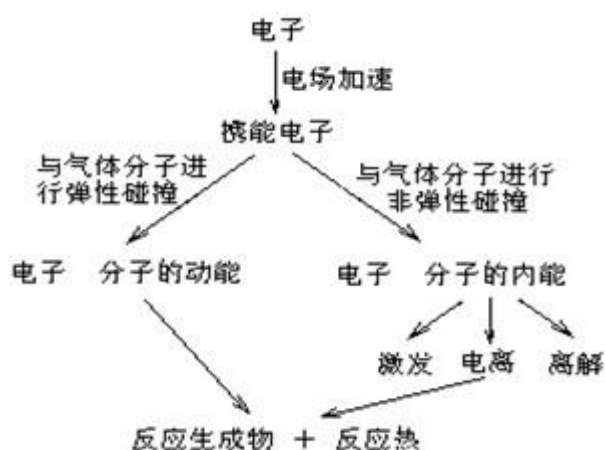 电子
电场加速
携能电子
与气体分子进
行弹性碰撞
与气体分子进行
非弹性碰撞
电子 分子的动能
电子 分子的内能
激发 电离 离解
反应生成物 + 反应热